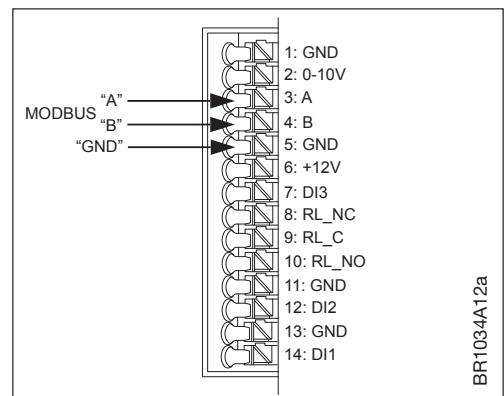 1: GND
2: 0-10V
3: A
4: B
5: GND
6: +12V
7: DI3
8: RL_NC
9: RL_C
10: RL_NO
11: GND
12: DI2
13: GND
14: DI1
MODBUS
"A"
"B"
"GND"
BR1034A12a